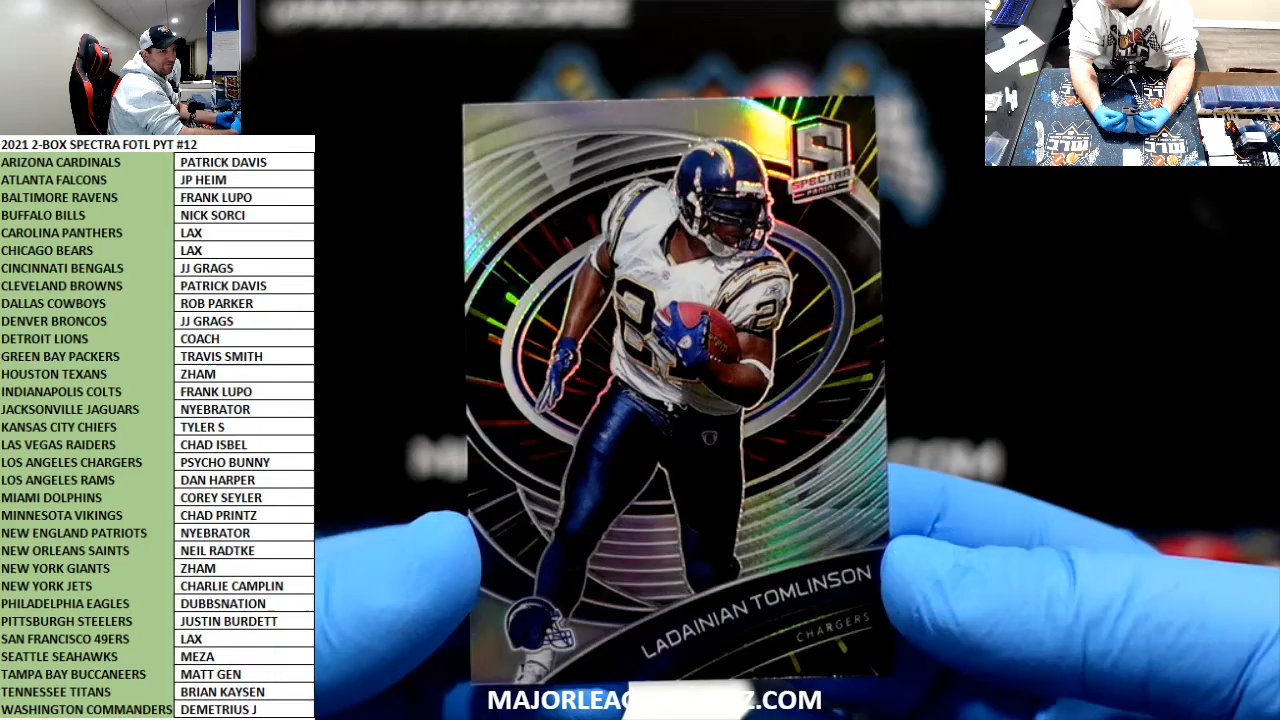 2021 2-BOX SPECTRA FOTL PYT #12
ARIZONA CARDINALS PATRICK DAVIS
ATLANTA FALCONS JP HEIM
BALTIMORE RAVENS FRANK LUPO
BUFFALO BILLS NICK SORCI
CAROLINA PANTHERS LAX
CHICAGO BEARS LAX
CINCINNATI BENGALS JJ GRAGS
CLEVELAND BROWNS PATRICK DAVIS
DALLAS COWBOYS ROB PARKER
DENVER BRONCOS JJ GRAGS
DETROIT LIONS COACH
GREEN BAY PACKERS TRAVIS SMITH
HOUSTON TEXANS ZHAM
INDIANAPOLIS COLTS FRANK LUPO
JACKSONVILLE JAGUARS NYEBRATOR
KANSAS CITY CHIEFS TYLER S
LAS VEGAS RAIDERS CHAD ISBEL
LOS ANGELES CHARGERS PSYCHO BUNNY
LOS ANGELES RAMS DAN HARPER
MIAMI DOLPHINS COREY SEYLER
MINNESOTA VIKINGS CHAD PRINTZ
NEW ENGLAND PATRIOTS NYEBRATOR
NEW ORLEANS SAINTS NEIL RADTKE
NEW YORK GIANTS ZHAM
NEW YORK JETS CHARLIE CAMPLIN
PHILADELPHIA EAGLES DUBBSNATION
PITTSBURGH STEELERS JUSTIN BURDETT
SAN FRANCISCO 49ERS LAX
SEATTLE SEAHAWKS MEZA
TAMPA BAY BUCCANEERS MATT GEN
TENNESSEE TITANS BRIAN KAYSEN
WASHINGTON COMMANDERS DEMETRIUS J
S
SPECTRA
PANINI
21
LADAINIAN TOMLINSON
CHARGERS